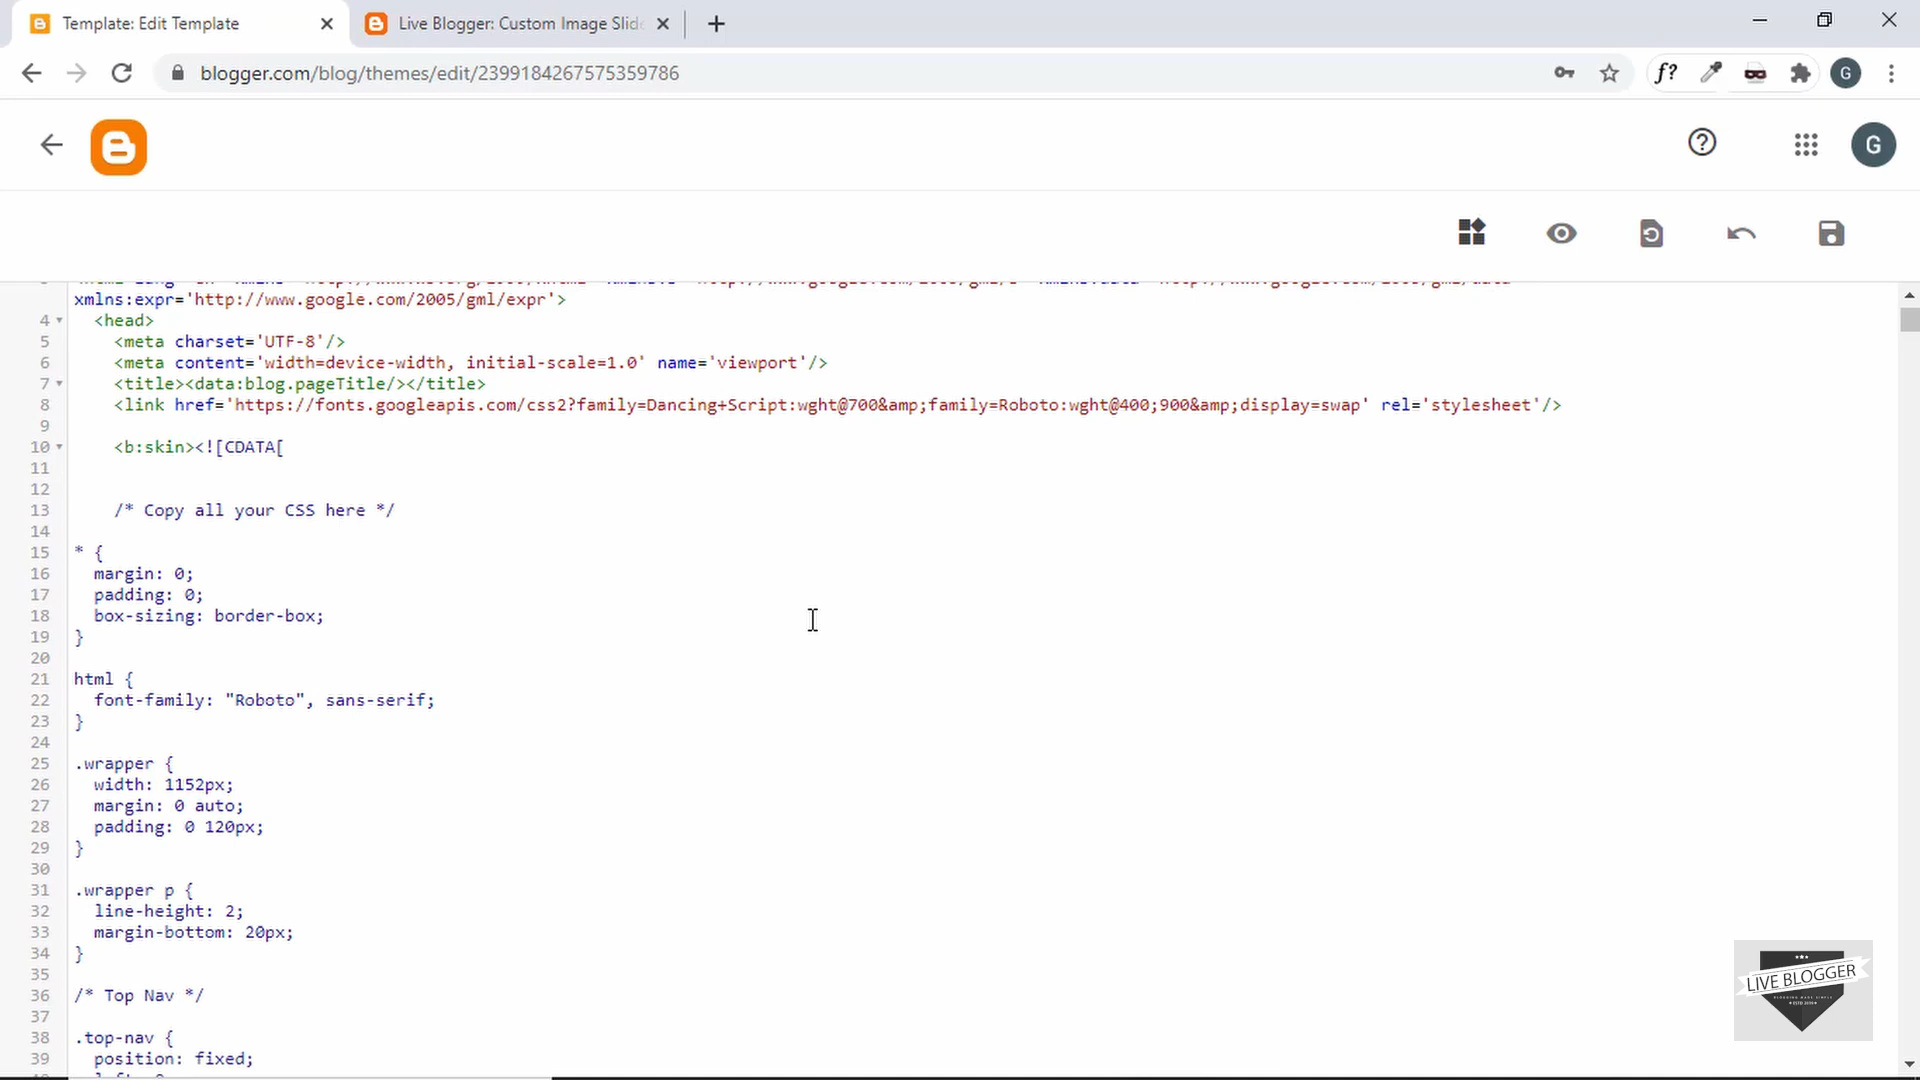 Template: Edit Template
Live Blogger: Custom Image Slide
blogger.com/blog/themes/edit/2399184267575359786
f?
G
G
xmlns:expr='http://www.google.com/2005/gml/expr'>
4 <head>
5 <meta charset='UTF-8'/>
6 <meta content='width=device-width, initial-scale=1.0' name='viewport'/>
7 <title><data:blog.pageTitle/></title>
8 <link href='https://fonts.googleapis.com/css2?family=Dancing+Script:wght@700&amp;family=Roboto:wght@400;900&amp;display=swap' rel='stylesheet'/>
9
10 <b:skin><![CDATA[
11
12
13 /* Copy all your CSS here */
14
15 * {
16 margin: 0;
17 padding: 0;
18 box-sizing: border-box;
19 }
20
21 html {
22 font-family: "Roboto", sans-serif;
23 }
24
25 .wrapper {
26 width: 1152px;
27 margin: 0 auto;
28 padding: 0 120px;
29 }
30
31 .wrapper p {
32 line-height: 2;
33 margin-bottom: 20px;
34 }
35
36 /* Top Nav */
37
38 .top-nav {
39 position: fixed;
LIVE BLOGGER